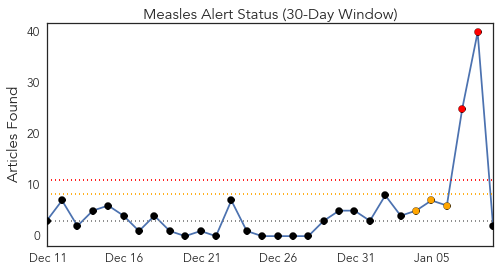 Measles Alert Status (30-Day Window)
Articles Found
40
30
20
10
0
Dec 11 Dec 16 Dec 21 Dec 26 Dec 31 Jan 05